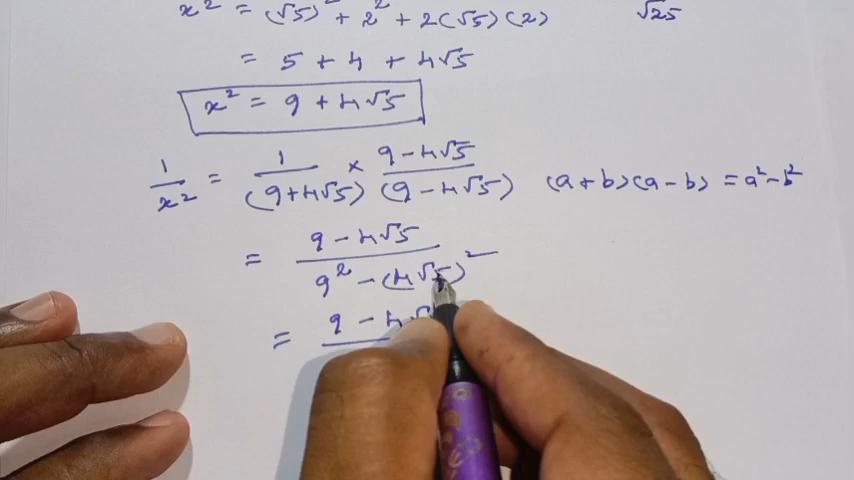 x² = (√5)² + 2² + 2(√5)(2) √25
= 5 + 4 + 4√5
x² = 9 + 4√5
1/x² = 1/(9+4√5) × 9-4√5/(9-4√5) (a+b)(a-b) = a²-b²
= 9-4√5/9²-(4√5)²
= 9-4√